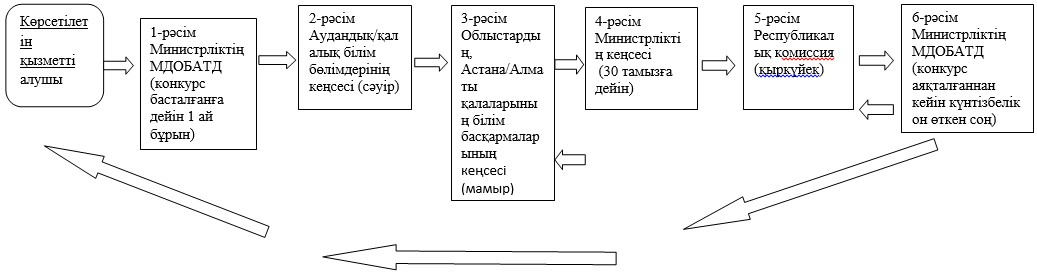 Көрсетілет
ін
қызметті
алушы
1-рәсім
Министрліктің
МДОБАТД
(конкурс
басталғанға
дейін 1 ай
бұрын)
2-рәсім
Аудандық/қал
алық білім
бөлімдерінің
кеңсесі (сәуір)
3-рәсім
Облыстарды
ң,
Астана/Алма
ты
қалаларыны
ң білім
басқармалар
ының
кеңсесі
(мамыр)
4-рәсім
Министрлікті
ң кеңсесі
(30 тамызға
дейін)
5-рәсім
Республикал
ық комиссия
(қыркүйек)
6-рәсім
Министрліктің
МДОБАТД
(конкурс
аяқталғаннан
кейін күнтізбелік
он өткен соң)